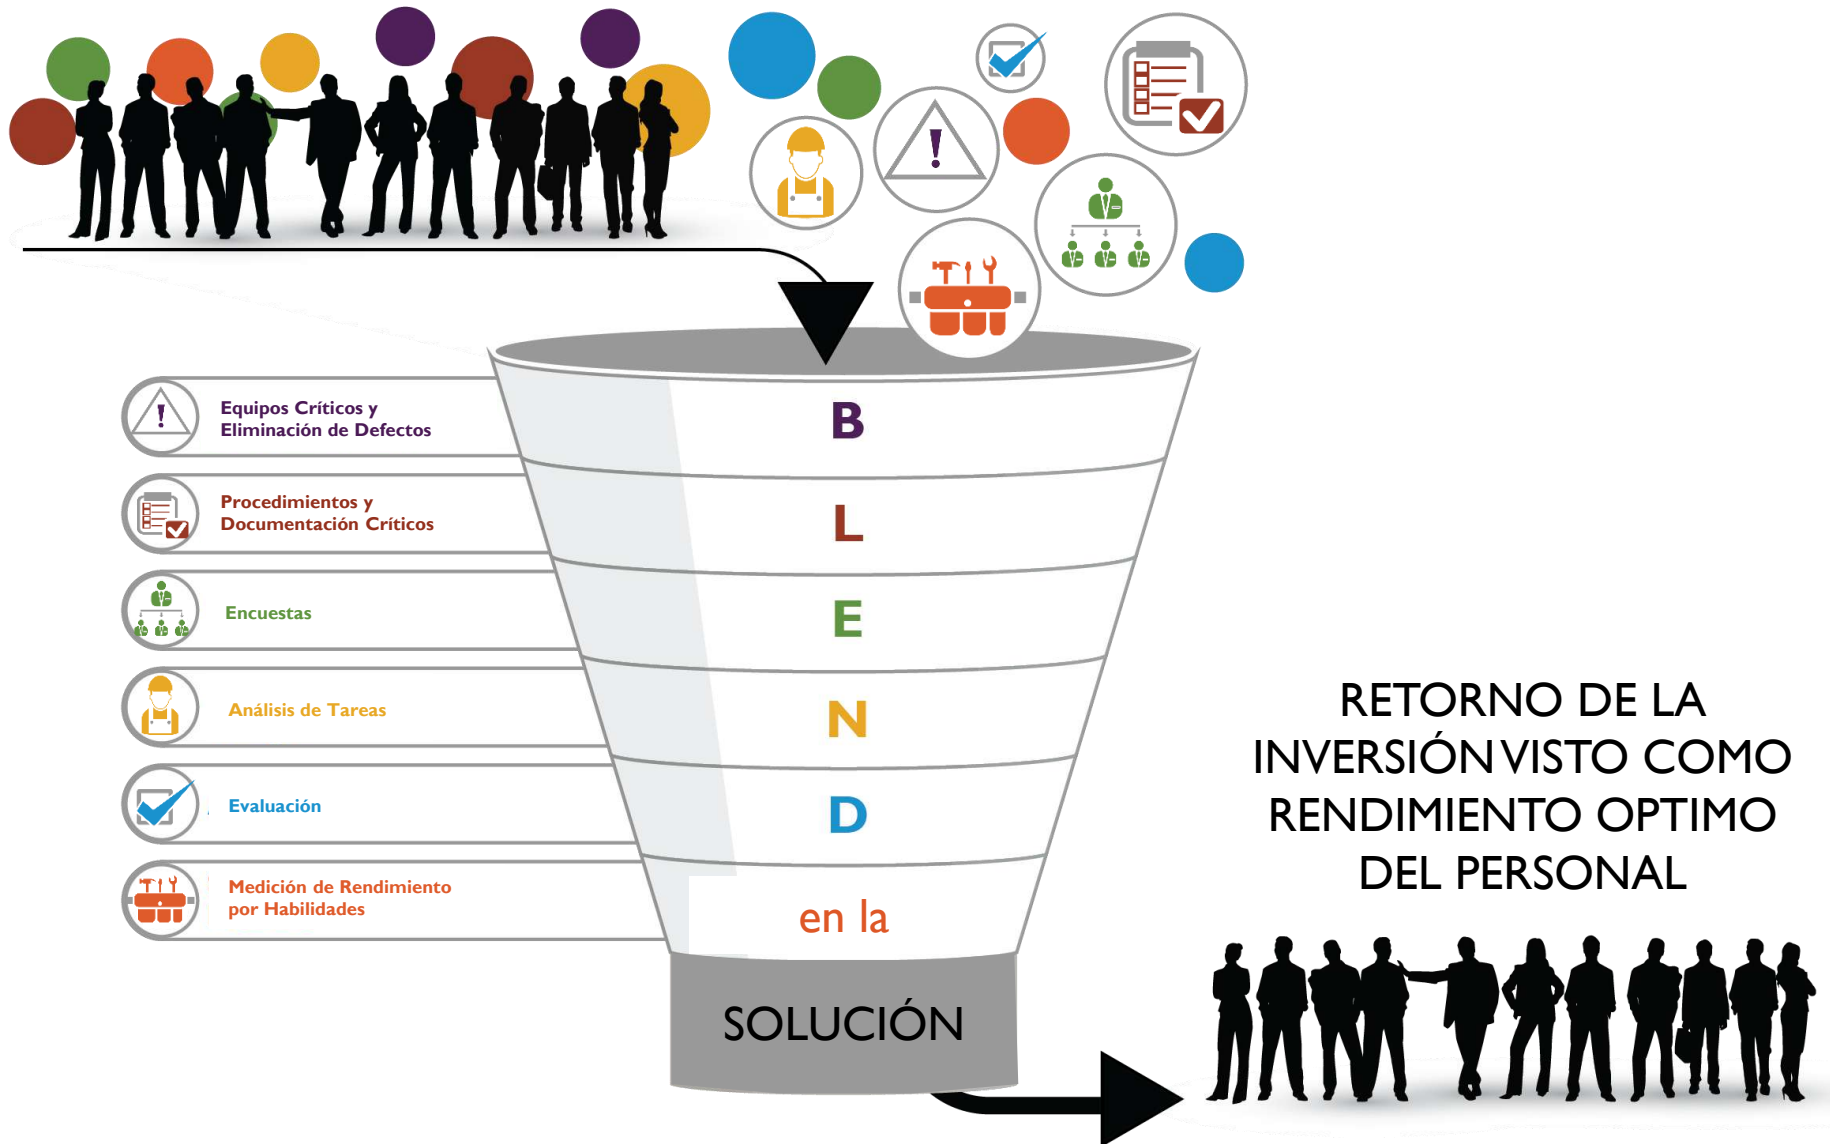 Equipos Críticos y
Eliminación de Defectos
B
Procedimientos y
Documentación Críticos
L
Encuestas
E
Análisis de Tareas
N
Evaluación
D
Medición de Rendimiento
por Habilidades
en la
SOLUCIÓN
RETORNO DE LA
INVERSIÓN VISTO COMO
RENDIMIENTO OPTIMO
DEL PERSONAL